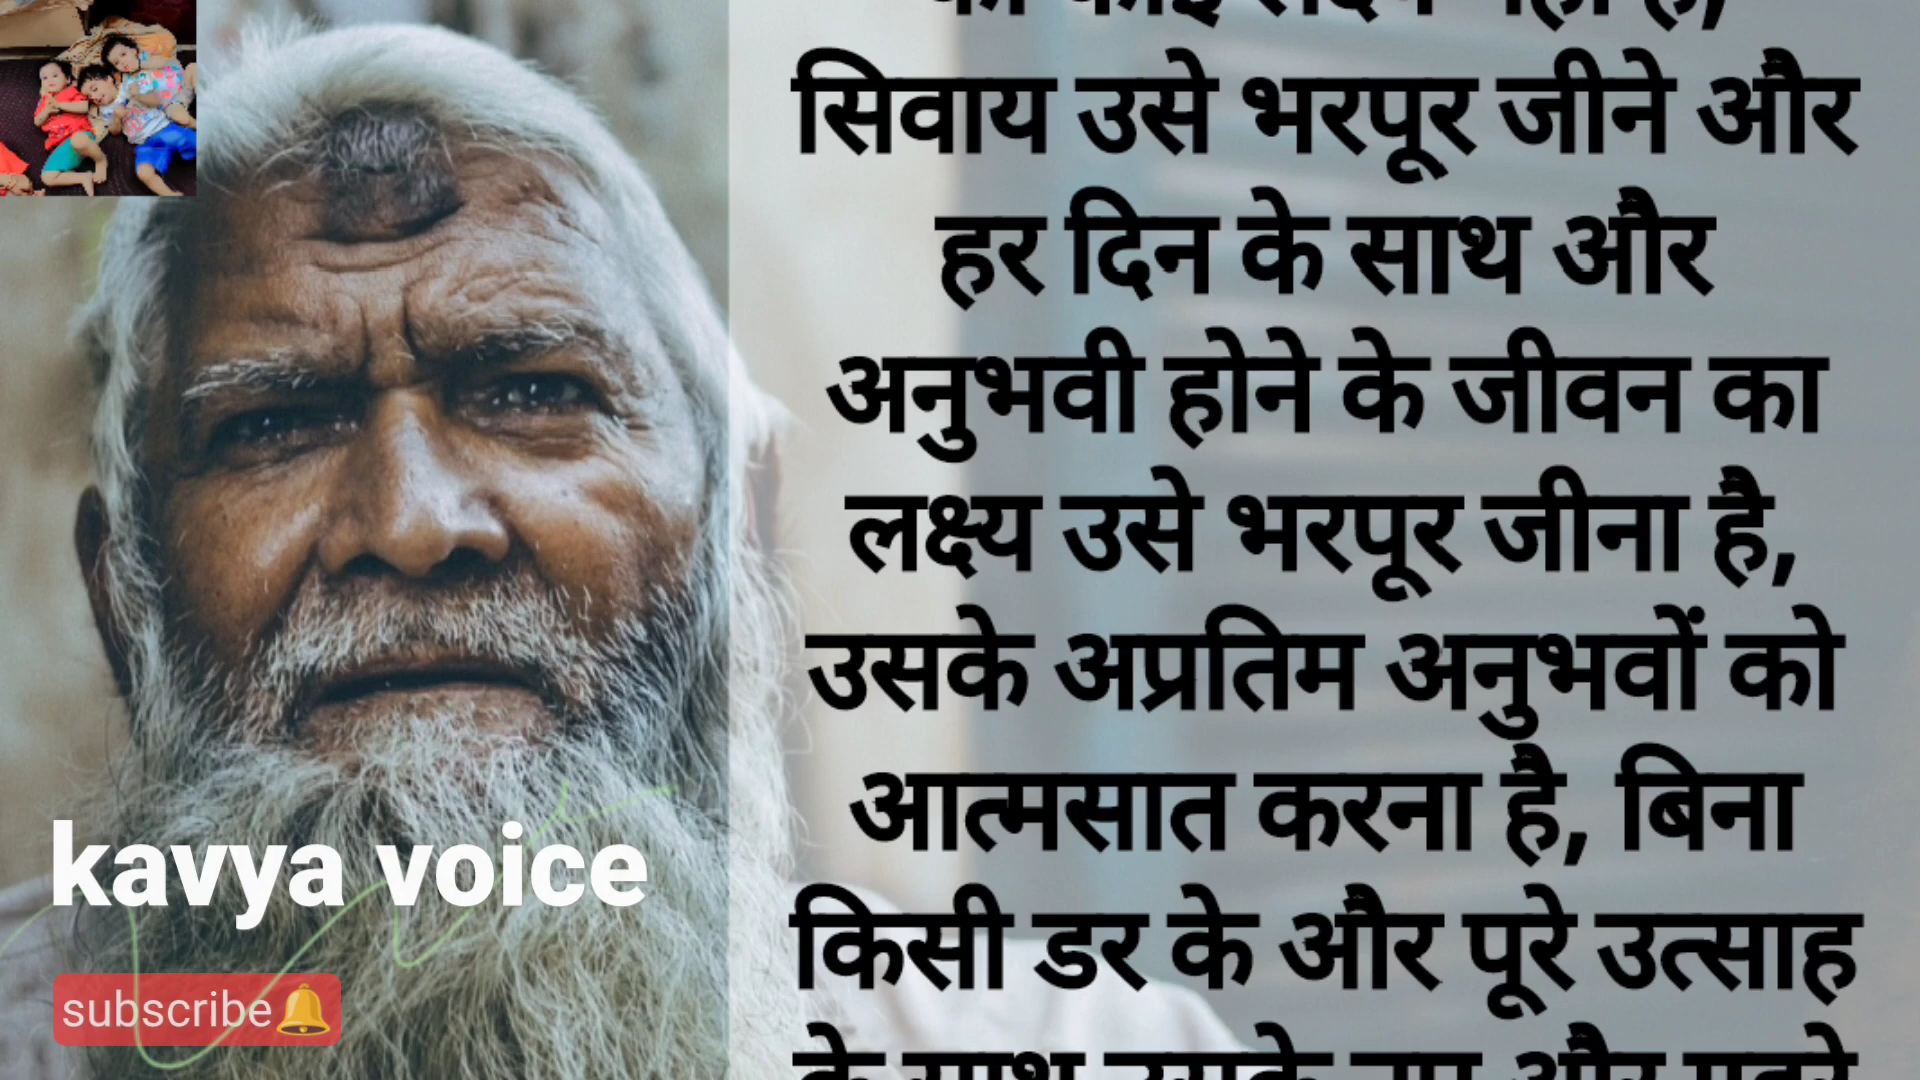 सिवाय उसे भरपूर जीने और
हर दिन के साथ और
अनुभवी होने के जीवन का
लक्ष्य उसे भरपूर जीना है,
उसके अप्रतिम अनुभवों को
आत्मसात करना है, बिना
किसी डर के और पूरे उत्साह
kavya voice
subscribe🔔